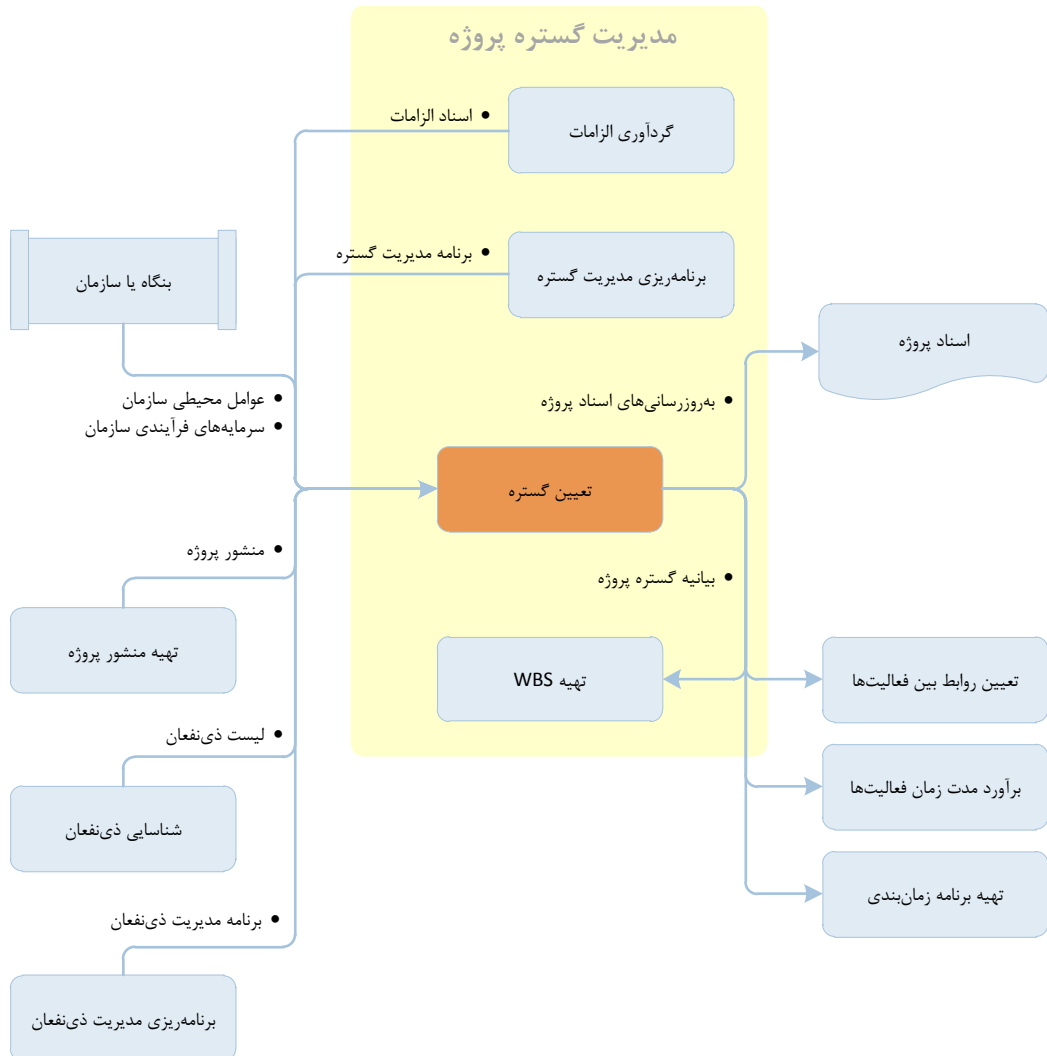 مدیریت گستره پروژه
• اسناد الزامات
گردآوری الزامات
• برنامه مدیریت گستره
برنامه‌ریزی مدیریت گستره
بنگاه یا سازمان
اسناد پروژه
• عوامل محیطی سازمان
• سرمایه‌های فرآیندی سازمان
• به‌روزرسانی‌های اسناد پروژه
تعیین گستره
• منشور پروژه
• بیانیه گستره پروژه
تهیه منشور پروژه
تهیه WBS
تعیین روابط بین فعالیت‌ها
• لیست ذی‌نفعان
شناسایی ذی‌نفعان
برآورد مدت زمان فعالیت‌ها
تهیه برنامه زمان‌بندی
• برنامه مدیریت ذی‌نفعان
برنامه‌ریزی مدیریت ذی‌نفعان